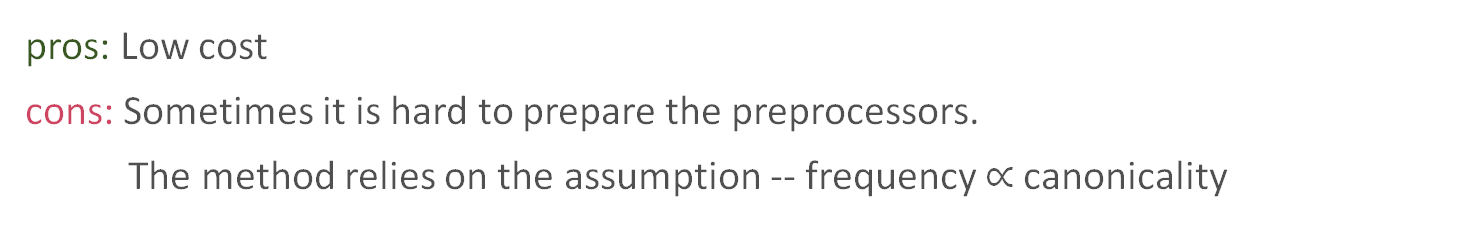 pros: Low cost
cons: Sometimes it is hard to prepare the preprocessors.
The method relies on the assumption -- frequency ∝ canonicality